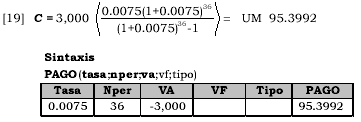 [19] C = 3,000 ⟨0.0075(1+0.0075)^36 / (1+0.0075)^36-1⟩ = UM 95.3992
Sintaxis
PAGO(tasa;nper;va;vf;tipo)
Tasa Nper VA VF Tipo PAGO
0.0075 36 -3,000 95.3992